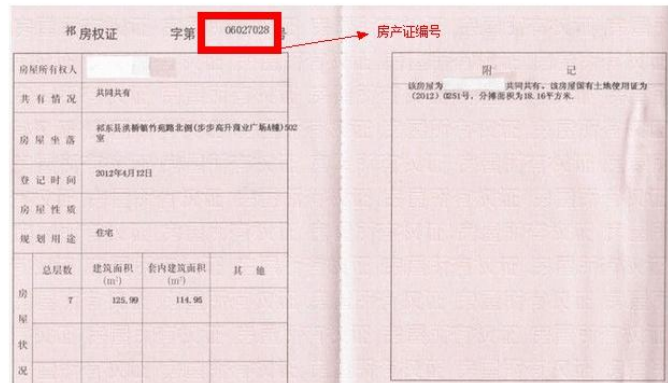 祁房权证 字第 06027028 号
房产证编号
房屋所有权人
共有情况 共同共有
房屋坐落 祁东县洪桥镇竹苑路北侧(步步高升商业广场A幢)502
室
登记时间 2012年4月12日
房屋性质
规划用途 住宅
房屋状况
总层数 建筑面积(m²) 套内建筑面积(m²) 其他
7 125.99 114.95
附 记
该房屋为 共同共有。该房屋国有土地使用证为
(2012)0251号,分摊面积为18.16平方米.